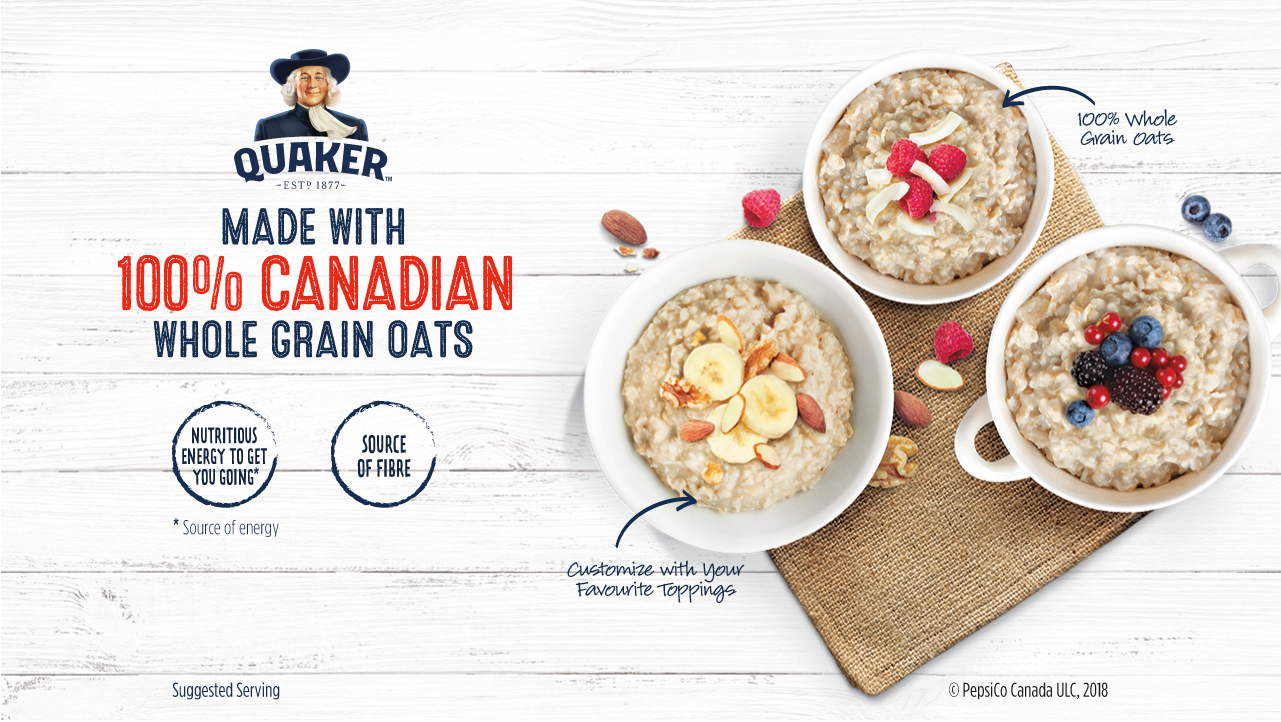 QUAKER™
ESTD 1877
MADE WITH
100% CANADIAN
WHOLE GRAIN OATS
NUTRITIOUS
ENERGY TO GET
YOU GOING*
SOURCE
OF FIBRE
* Source of energy
100% Whole
Grain Oats
Customize with Your
Favourite Toppings
Suggested Serving
© PepsiCo Canada ULC, 2018